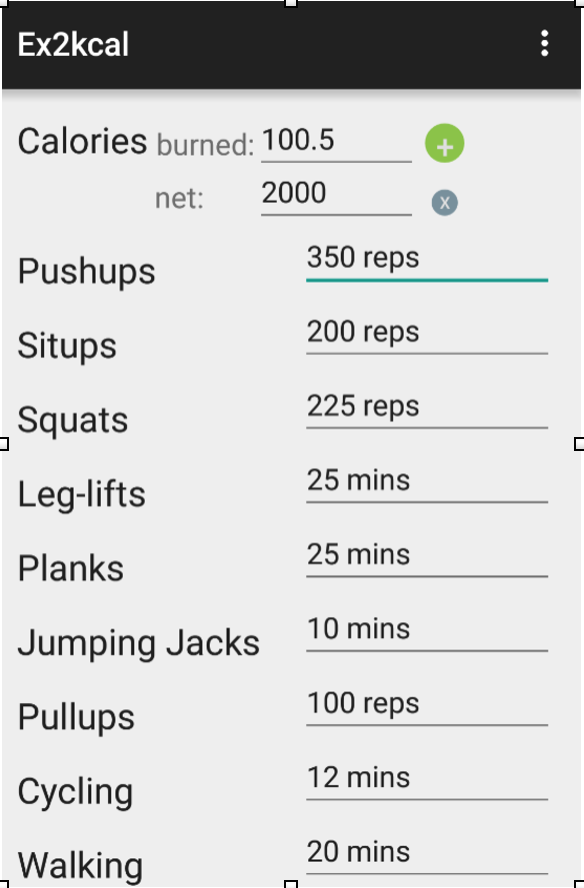 Ex2kcal
Calories burned: 100.5 +
net: 2000 x
Pushups 350 reps
Situps 200 reps
Squats 225 reps
Leg-lifts 25 mins
Planks 25 mins
Jumping Jacks 10 mins
Pullups 100 reps
Cycling 12 mins
Walking 20 mins